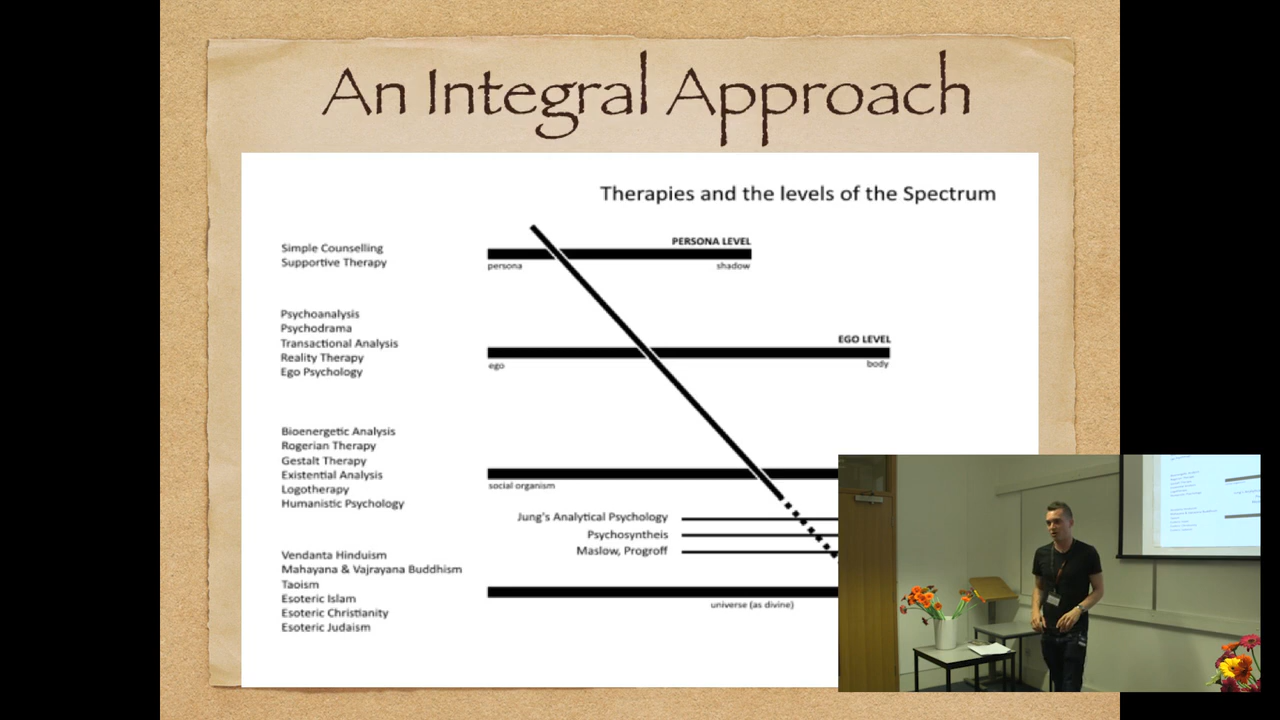 An Integral Approach
Therapies and the levels of the Spectrum
Simple Counselling
Supportive Therapy
PERSONA LEVEL
persona
shadow
Psychoanalysis
Psychodrama
Transactional Analysis
Reality Therapy
Ego Psychology
EGO LEVEL
ego
body
Bioenergetic Analysis
Rogerian Therapy
Gestalt Therapy
Existential Analysis
Logotherapy
Humanistic Psychology
social organism
Jung's Analytical Psychology
Psychosyntheis
Maslow, Progroff
Vendanta Hinduism
Mahayana & Vajrayana Buddhism
Taoism
Esoteric Islam
Esoteric Christianity
Esoteric Judaism
universe (as divine)